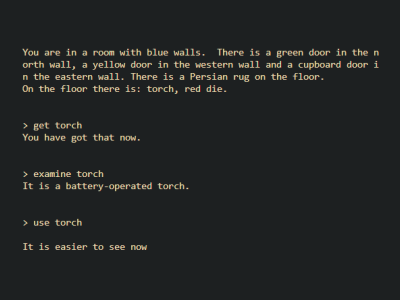 You are in a room with blue walls.  There is a green door in the n
orth wall, a yellow door in the western wall and a cupboard door i
n the eastern wall. There is a Persian rug on the floor.
On the floor there is: torch, red die.
> get torch
You have got that now.
> examine torch
It is a battery-operated torch.
> use torch
It is easier to see now